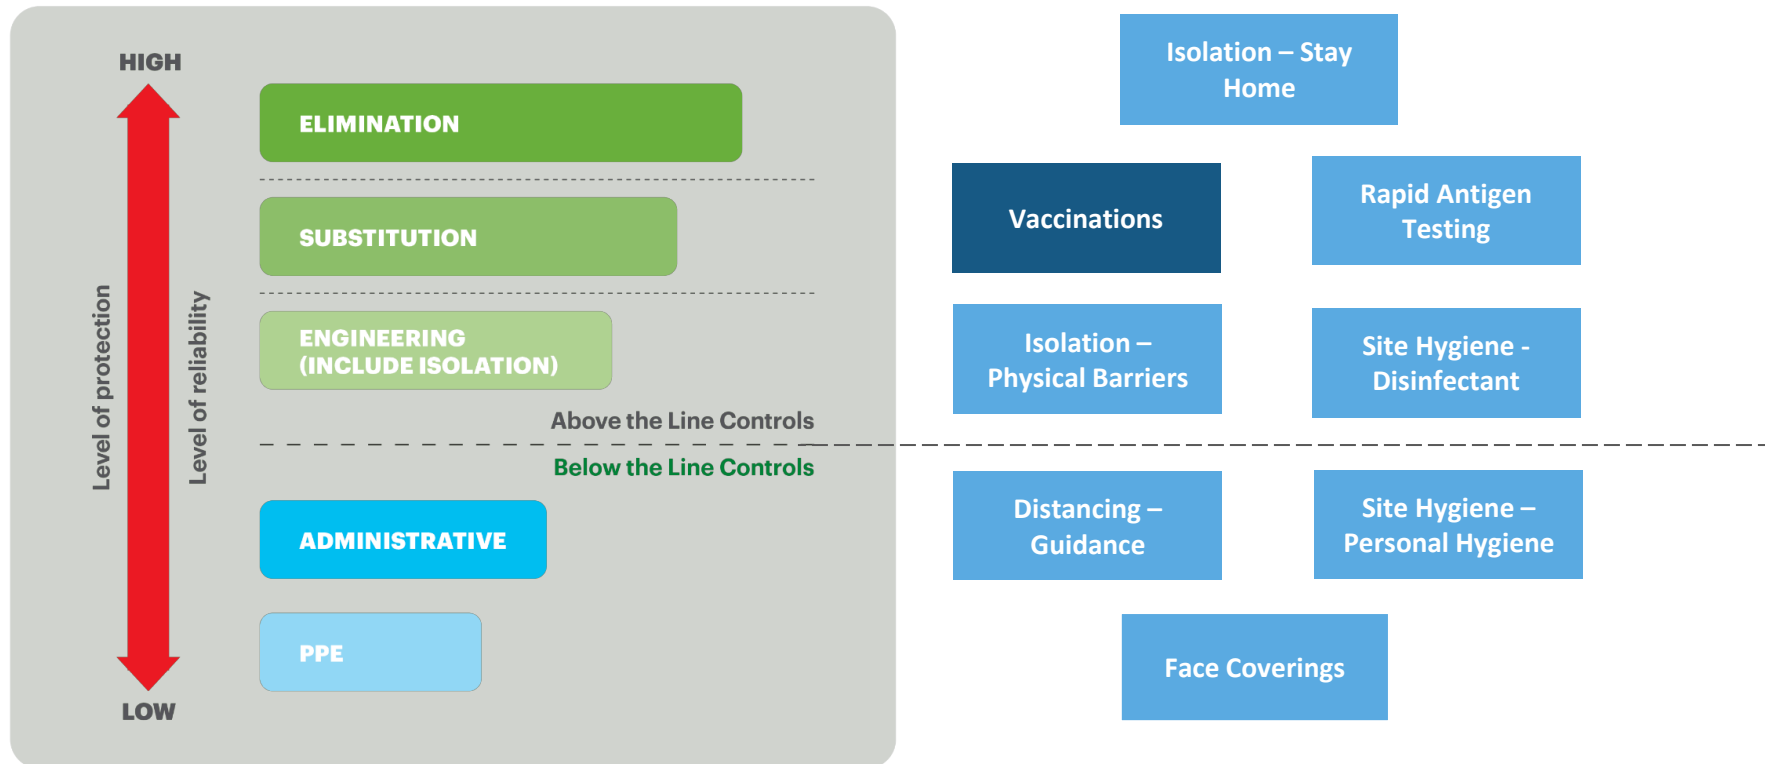 HIGH
ELIMINATION
SUBSTITUTION
ENGINEERING
(INCLUDE ISOLATION)
Above the Line Controls
Below the Line Controls
ADMINISTRATIVE
PPE
LOW
Level of protection
Level of reliability
Isolation – Stay
Home
Vaccinations
Rapid Antigen
Testing
Isolation –
Physical Barriers
Site Hygiene -
Disinfectant
Distancing –
Guidance
Site Hygiene –
Personal Hygiene
Face Coverings